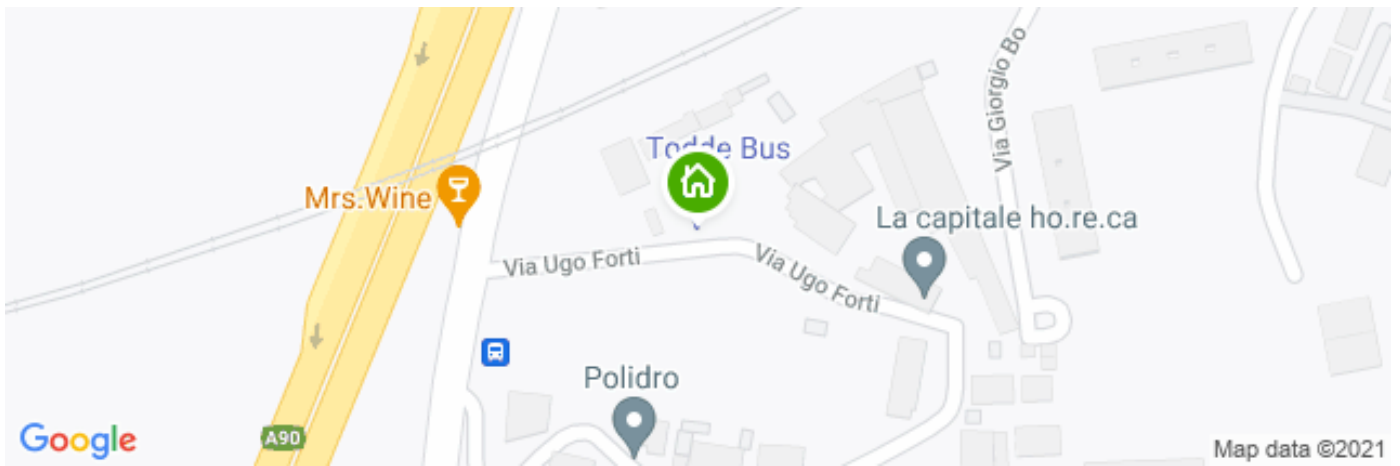 Via Giorgio Bo
Todde Bus
Mrs.Wine
La capitale ho.re.ca
Via Ugo Forti
Via Ugo Forti
Polidro
Google
A90
Map data ©2021